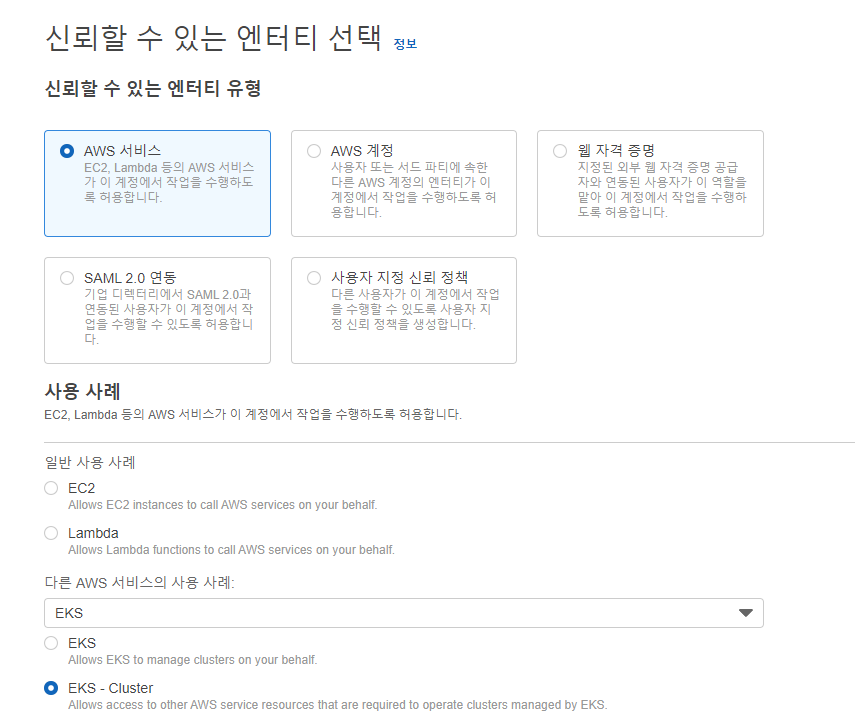 신뢰할 수 있는 엔터티 선택 정보
신뢰할 수 있는 엔터티 유형
AWS 서비스
EC2, Lambda 등의 AWS 서비스
가 이 계정에서 작업을 수행하도
록 허용합니다.
AWS 계정
사용자 또는 서드 파티에 속한
다른 AWS 계정의 엔터티가 이
계정에서 작업을 수행하도록 허
용합니다.
웹 자격 증명
지정된 외부 웹 자격 증명 공급
자와 연동된 사용자가 이 역할을
맡아 이 계정에서 작업을 수행하
도록 허용합니다.
SAML 2.0 연동
기업 디렉터리에서 SAML 2.0과
연동된 사용자가 이 계정에서 작
업을 수행할 수 있도록 허용합니
다.
사용자 지정 신뢰 정책
다른 사용자가 이 계정에서 작업
을 수행할 수 있도록 사용자 지
정 신뢰 정책을 생성합니다.
사용 사례
EC2, Lambda 등의 AWS 서비스가 이 계정에서 작업을 수행하도록 허용합니다.
일반 사용 사례
EC2
Allows EC2 instances to call AWS services on your behalf.
Lambda
Allows Lambda functions to call AWS services on your behalf.
다른 AWS 서비스의 사용 사례:
EKS
EKS
Allows EKS to manage clusters on your behalf.
EKS - Cluster
Allows access to other AWS service resources that are required to operate clusters managed by EKS.